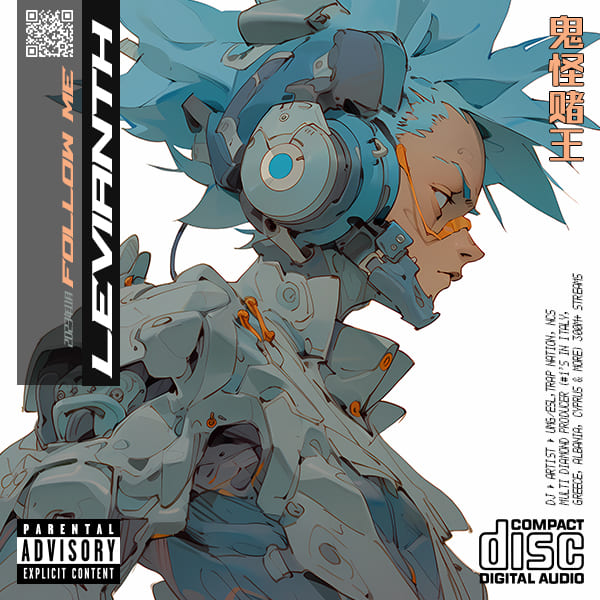 FOLLOW ME
LEVIANTH
鬼怪赌王
DJ ▸ ARTIST ▸ UMG/ESL, TRAP NATION, NCS
MULTI DIAMOND PRODUCER (#1'S IN ITALY,
GREECE, ALBANIA, CYPRUS & MORE) 300M+ STREAMS
PARENTAL
ADVISORY
EXPLICIT CONTENT
COMPACT
disc
DIGITAL AUDIO